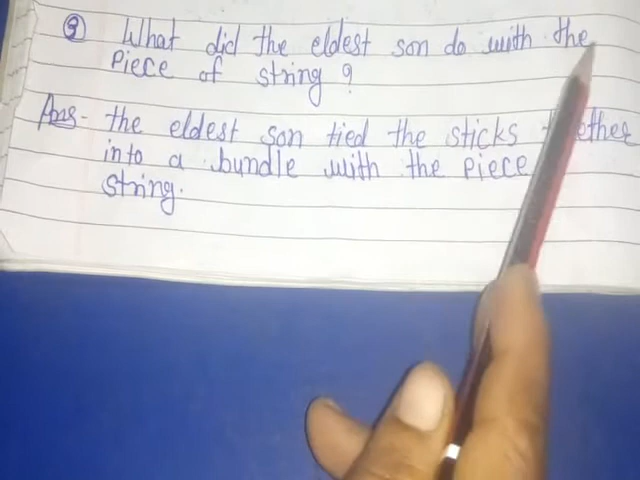 ③ What did the eldest son do with the
Piece of string ?
Ans- the eldest son tied the sticks
into a bundle with the piece
string.